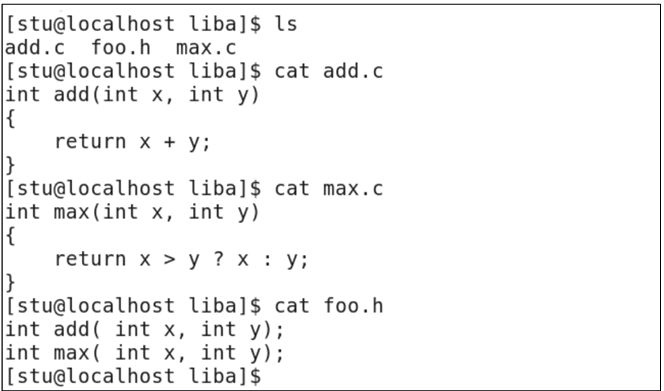 [stu@localhost liba]$ ls
add.c  foo.h  max.c
[stu@localhost liba]$ cat add.c
int add(int x, int y)
{
    return x + y;
}
[stu@localhost liba]$ cat max.c
int max(int x, int y)
{
    return x > y ? x : y;
}
[stu@localhost liba]$ cat foo.h
int add( int x, int y);
int max( int x, int y);
[stu@localhost liba]$